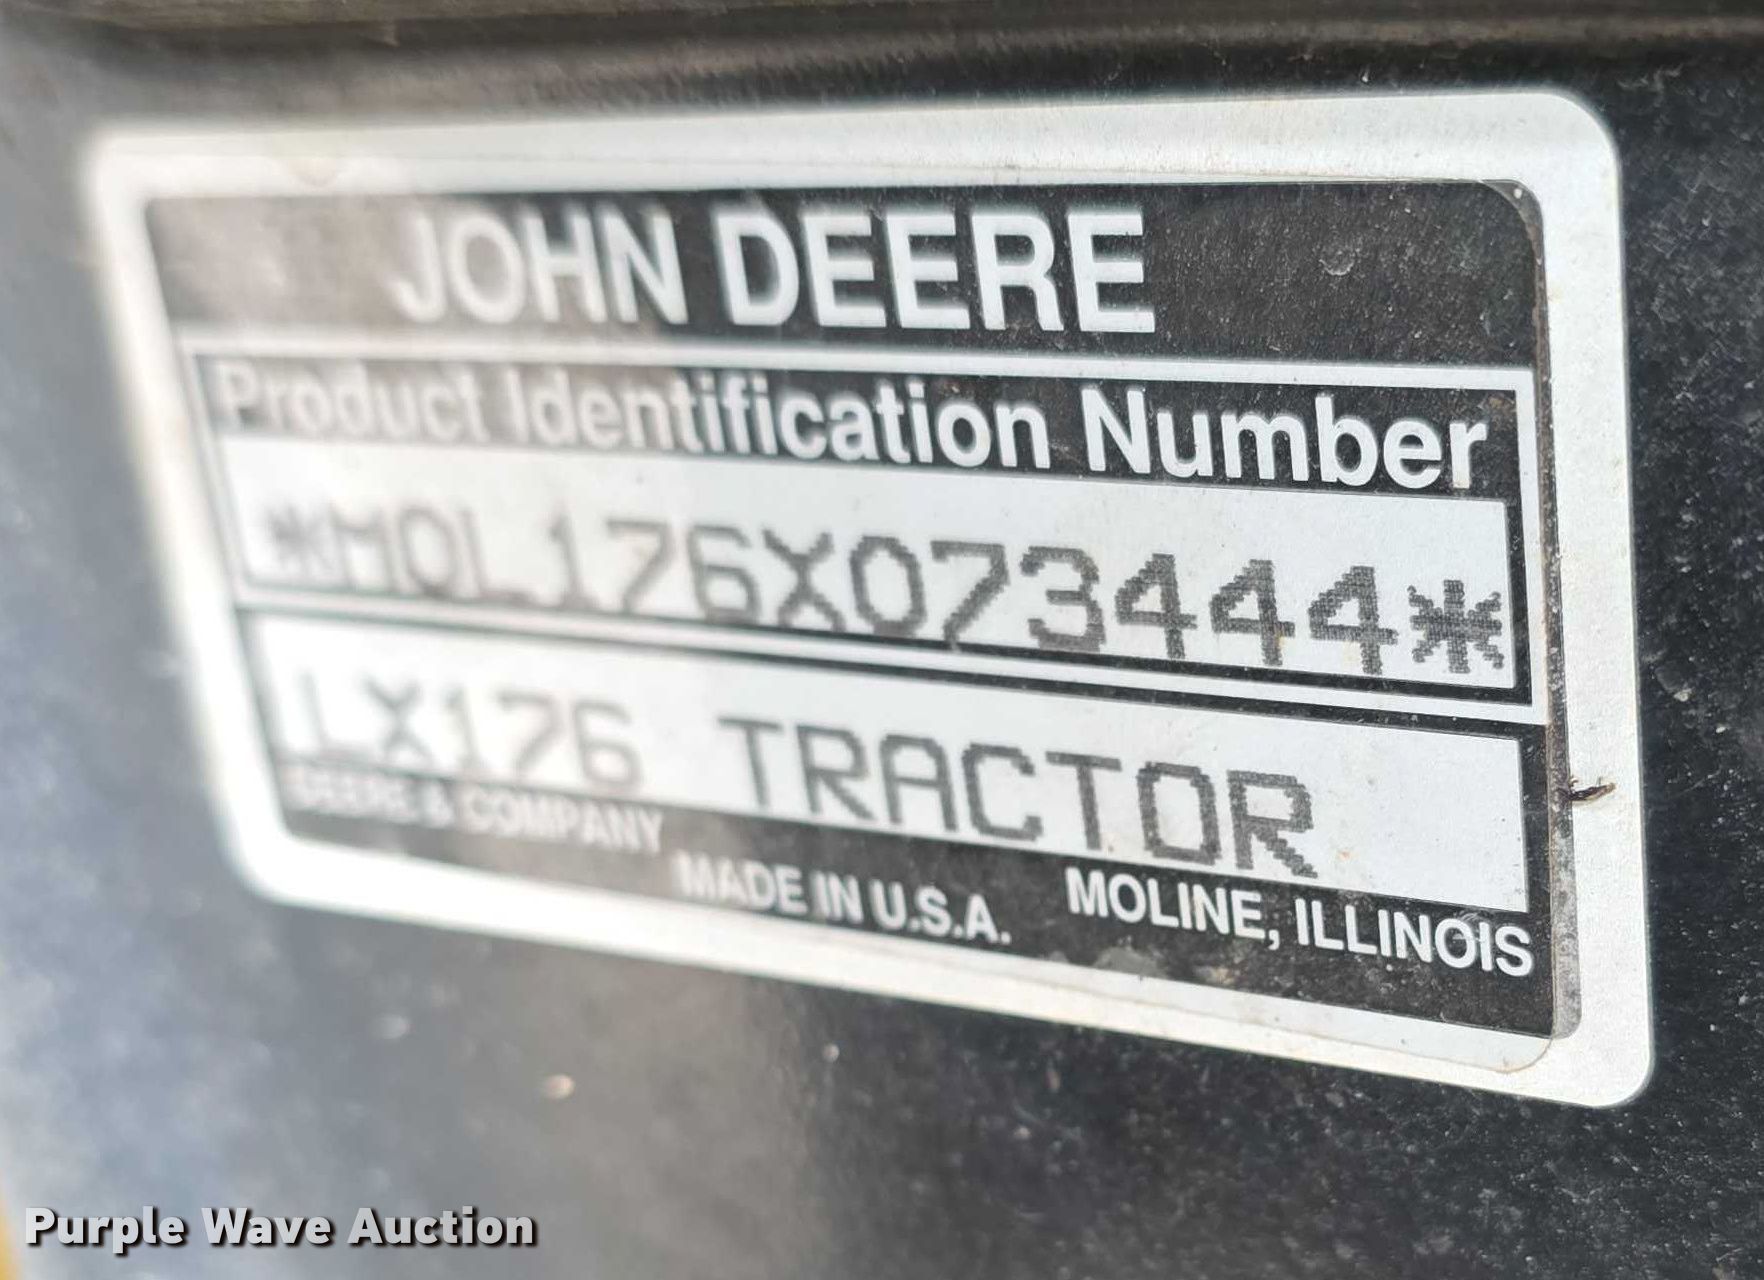 JOHN DEERE
Product Identification Number
*M0L176X073444*
LX176 TRACTOR
DEERE & COMPANY MADE IN U.S.A. MOLINE, ILLINOIS
Purple Wave Auction